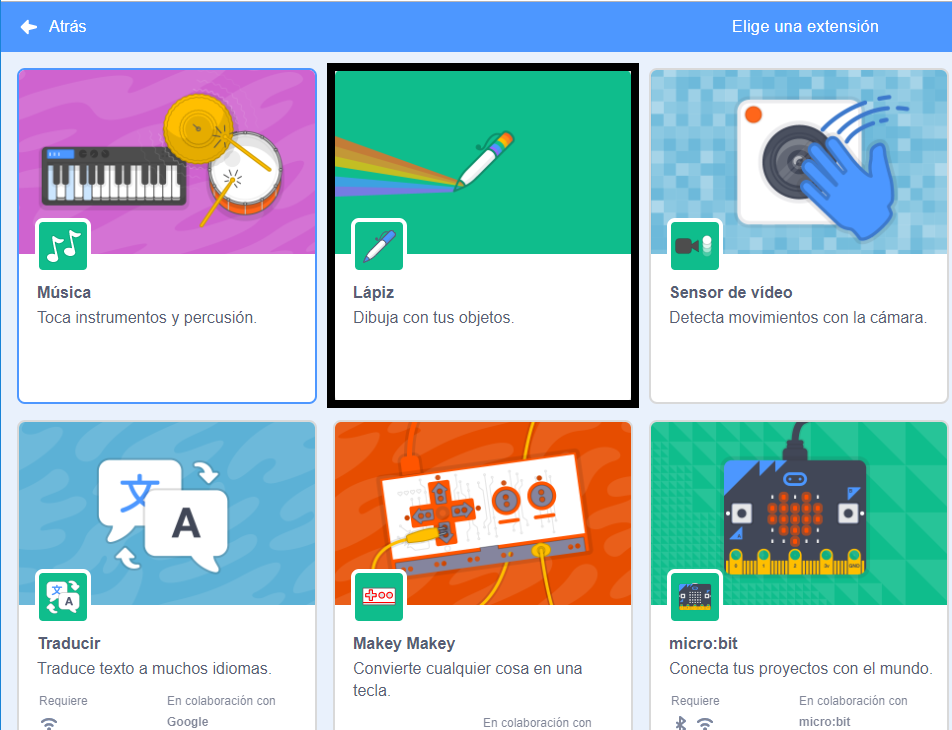 Atrás
Elige una extensión
Música
Toca instrumentos y percusión.
Lápiz
Dibuja con tus objetos.
Sensor de vídeo
Detecta movimientos con la cámara.
文
A
文
A
Traducir
Traduce texto a muchos idiomas.
Requiere
En colaboración con
Google
Makey Makey
Convierte cualquier cosa en una
tecla.
En colaboración con
micro:bit
Conecta tus proyectos con el mundo.
Requiere
En colaboración con
micro:bit